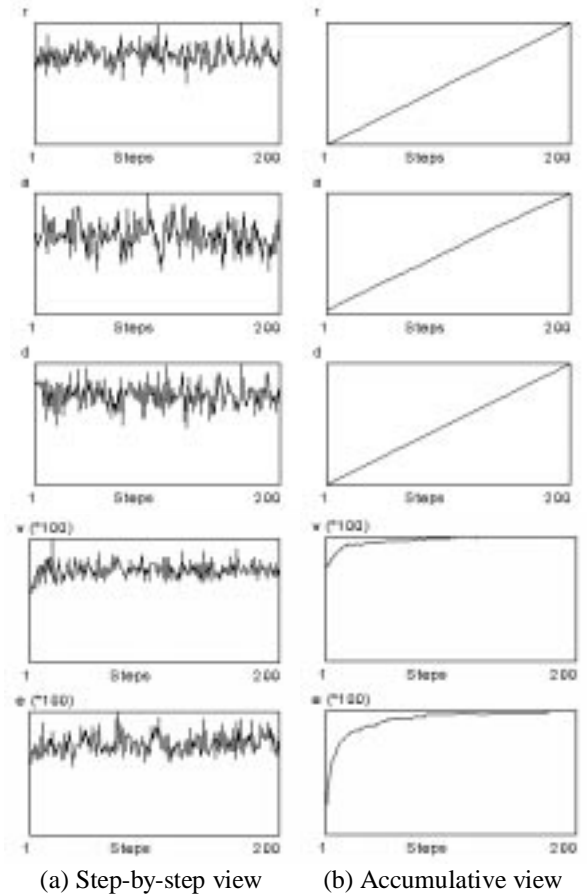 r r
1 Steps 200 1 Steps 200
a a
1 Steps 200 1 Steps 200
d d
1 Steps 200 1 Steps 200
v (*100) v (*100)
1 Steps 200 1 Steps 200
e (*100) e (*100)
1 Steps 200 1 Steps 200
(a) Step-by-step view (b) Accumulative view